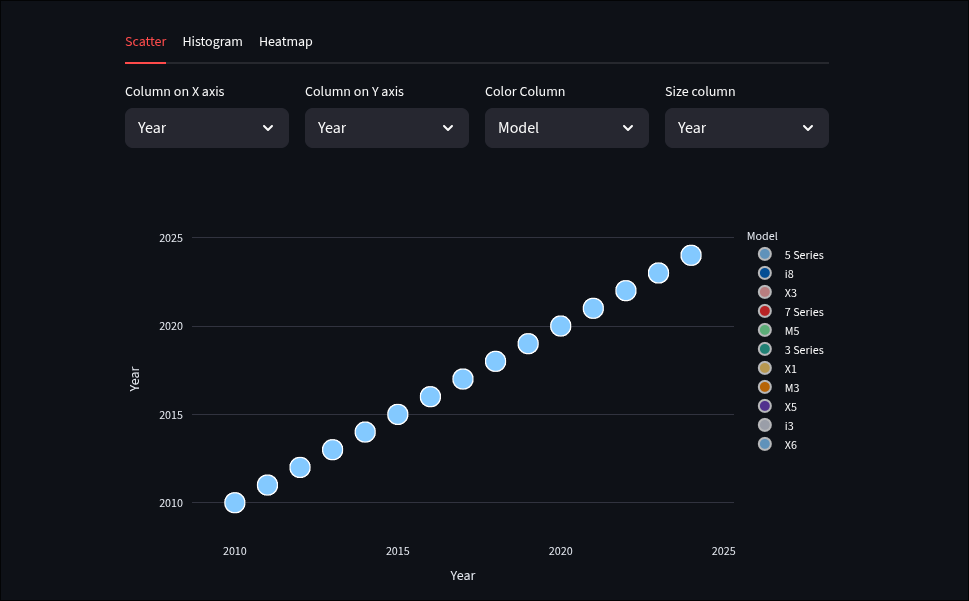 Scatter Histogram Heatmap
Column on X axis Column on Y axis Color Column Size column
Year Year Model Year
Model
5 Series
i8
X3
7 Series
M5
3 Series
X1
M3
X5
i3
X6
2025
2020
2015
2010
Year
2010 2015 2020 2025
Year